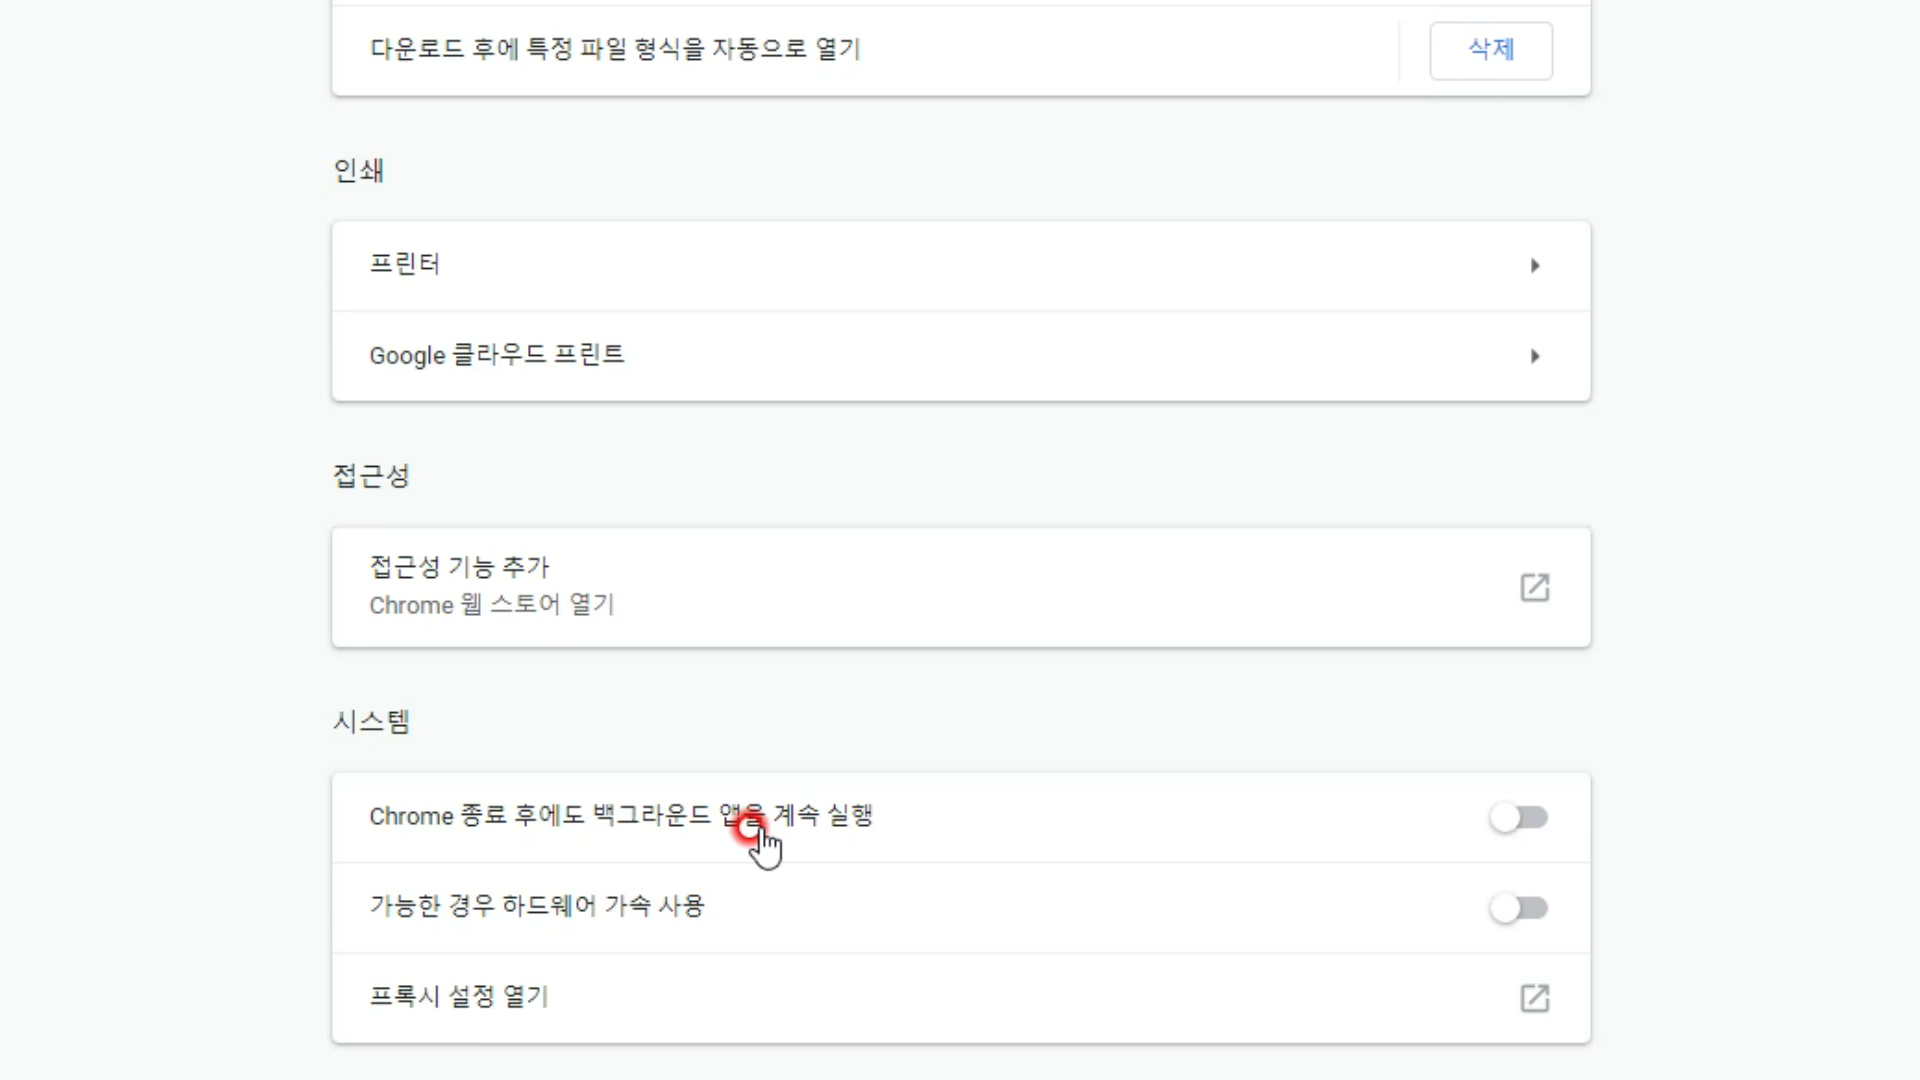 다운로드 후에 특정 파일 형식을 자동으로 열기
삭제
인쇄
프린터
Google 클라우드 프린트
접근성
접근성 기능 추가
Chrome 웹 스토어 열기
시스템
Chrome 종료 후에도 백그라운드 앱을 계속 실행
가능한 경우 하드웨어 가속 사용
프록시 설정 열기